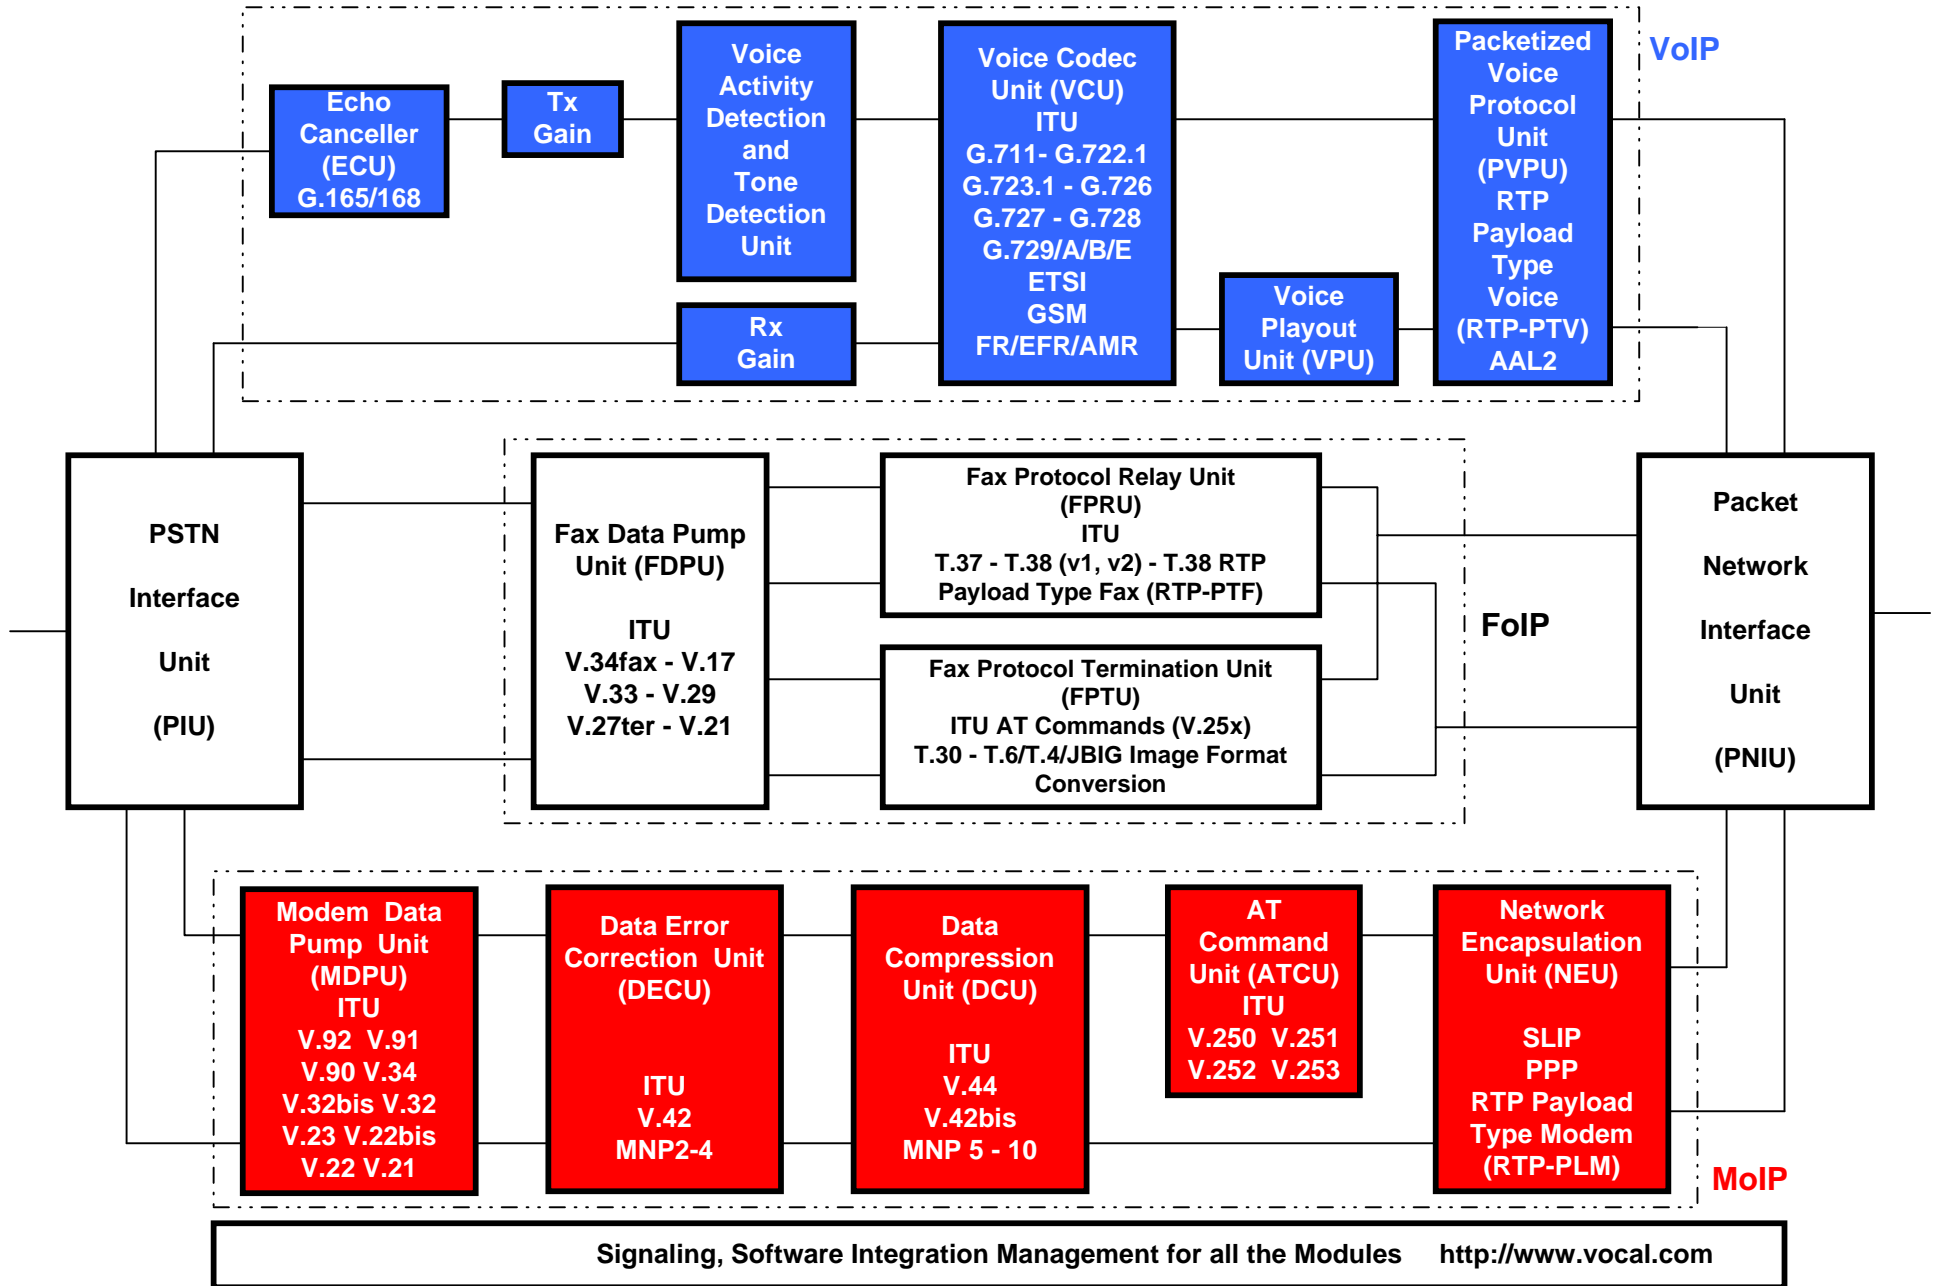 VoIP
Echo
Canceller
(ECU)
G.165/168
Tx
Gain
Voice
Activity
Detection
and
Tone
Detection
Unit
Rx
Gain
Voice Codec
Unit (VCU)
ITU
G.711- G.722.1
G.723.1 - G.726
G.727 - G.728
G.729/A/B/E
ETSI
GSM
FR/EFR/AMR
Voice
Playout
Unit (VPU)
Packetized
Voice
Protocol
Unit
(PVPU)
RTP
Payload
Type
Voice
(RTP-PTV)
AAL2
PSTN
Interface
Unit
(PIU)
Fax Data Pump
Unit (FDPU)
ITU
V.34fax - V.17
V.33 - V.29
V.27ter - V.21
Fax Protocol Relay Unit
(FPRU)
ITU
T.37 - T.38 (v1, v2) - T.38 RTP
Payload Type Fax (RTP-PTF)
Fax Protocol Termination Unit
(FPTU)
ITU AT Commands (V.25x)
T.30 - T.6/T.4/JBIG Image Format
Conversion
FoIP
Packet
Network
Interface
Unit
(PNIU)
Modem Data
Pump Unit
(MDPU)
ITU
V.92 V.91
V.90 V.34
V.32bis V.32
V.23 V.22bis
V.22 V.21
Data Error
Correction Unit
(DECU)
ITU
V.42
MNP2-4
Data
Compression
Unit (DCU)
ITU
V.44
V.42bis
MNP 5 - 10
AT
Command
Unit (ATCU)
ITU
V.250 V.251
V.252 V.253
Network
Encapsulation
Unit (NEU)
SLIP
PPP
RTP Payload
Type Modem
(RTP-PLM)
MoIP
Signaling, Software Integration Management for all the Modules http://www.vocal.com